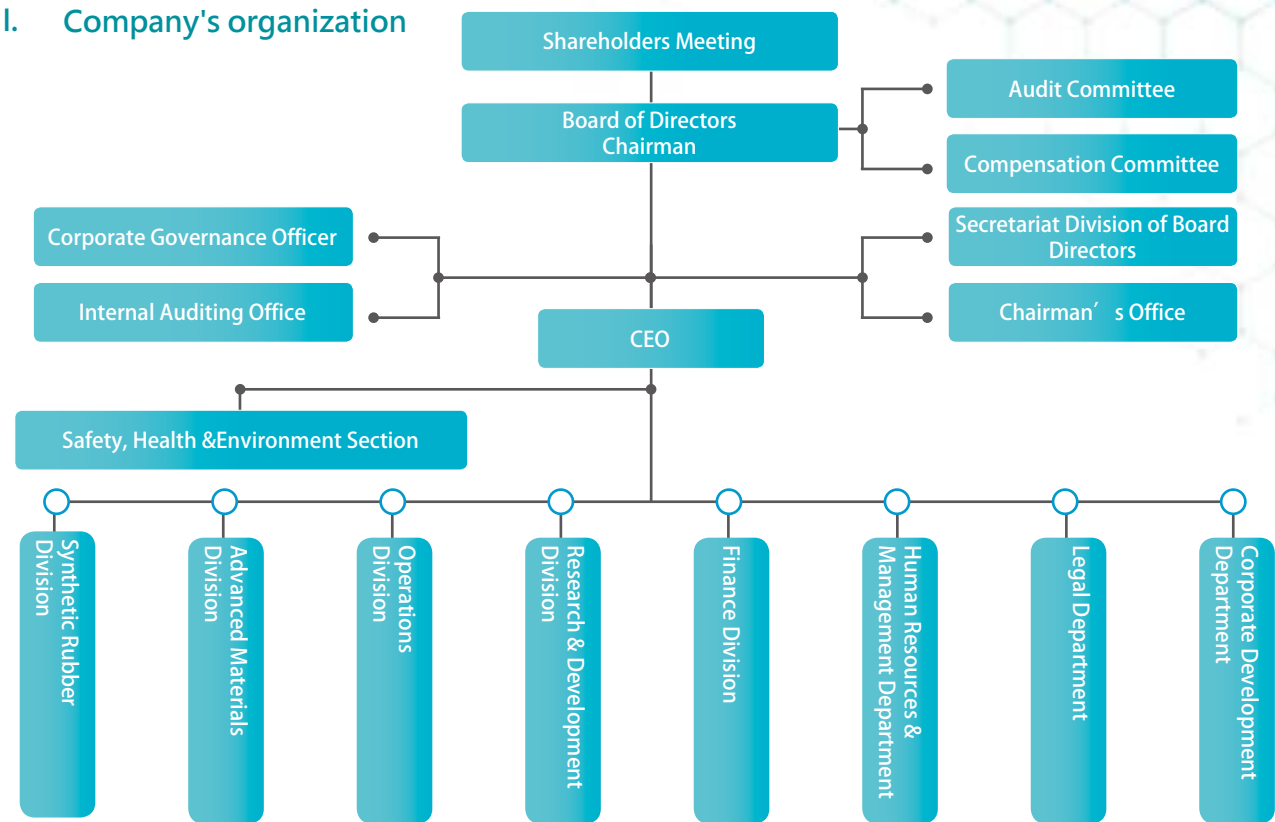 I. Company's organization
Shareholders Meeting
Board of Directors
Chairman
Audit Committee
Compensation Committee
Corporate Governance Officer
Internal Auditing Office
Secretariat Division of Board
Directors
Chairman′ s Office
CEO
Safety, Health &Environment Section
Synthetic Rubber
Division
Advanced Materials
Division
Operations
Division
Research & Development
Division
Finance Division
Human Resources &
Management Department
Legal Department
Corporate Development
Department